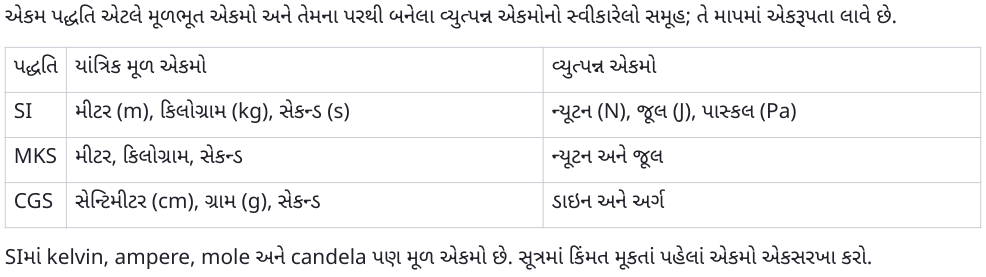 એકમ પદ્ધતિ એટલે મૂળભૂત એકમો અને તેમના પરથી બનેલા વ્યુત્પન્ન એકમોનો સ્વીકારેલો સમૂહ; તે માપમાં એકરૂપતા લાવે છે.
પદ્ધતિ યાંત્રિક મૂળ એકમો વ્યુત્પન્ન એકમો
SI મીટર (m), કિલોગ્રામ (kg), સેકન્ડ (s) ન્યૂટન (N), જૂલ (J), પાસ્કલ (Pa)
MKS મીટર, કિલોગ્રામ, સેકન્ડ ન્યૂટન અને જૂલ
CGS સેન્ટિમીટર (cm), ગ્રામ (g), સેકન્ડ ડાઇન અને અર્ગ
SIમાં kelvin, ampere, mole અને candela પણ મૂળ એકમો છે. સૂત્રમાં કિંમત મૂકતાં પહેલાં એકમો એકસરખા કરો.